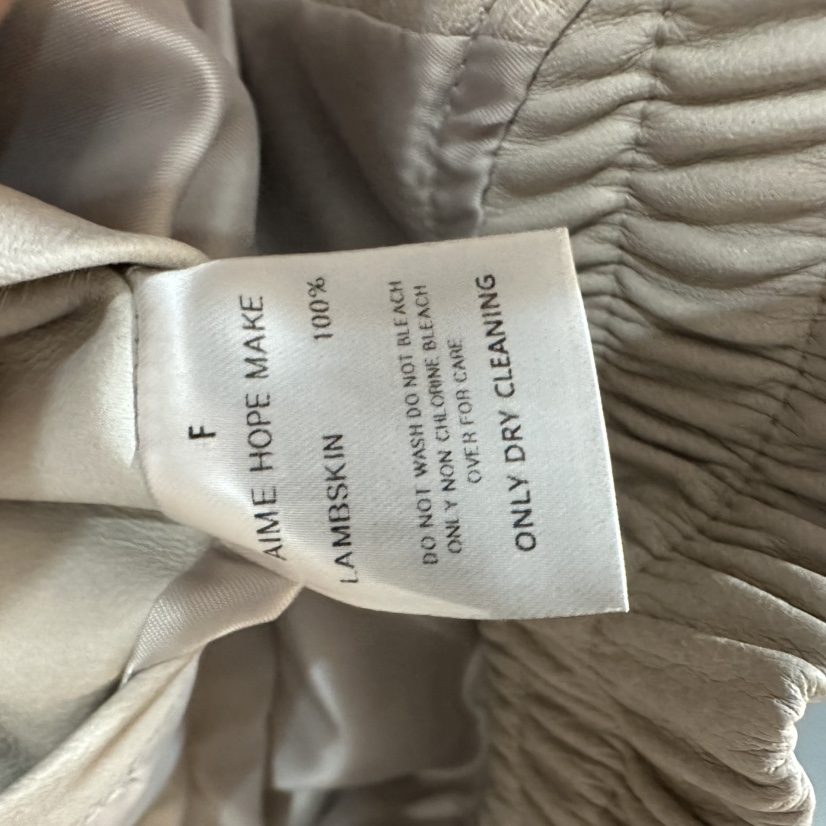 F
AIME HOPE MAKE
LAMBSKIN 100%
DO NOT WASH DO NOT BLEACH
ONLY NON CHLORINE BLEACH
OVER FOR CARE
ONLY DRY CLEANING